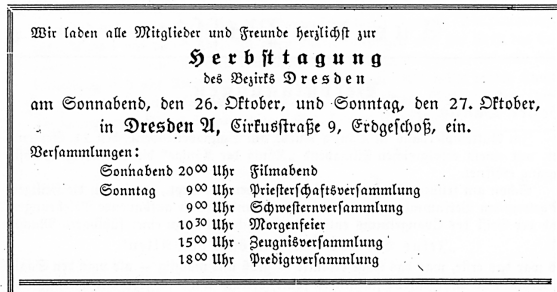 Wir laden alle Mitglieder und Freunde herzlichst zur
Herbsttagung
des Bezirks Dresden
am Sonnabend, den 26. Oktober, und Sonntag, den 27. Oktober,
in Dresden A, Cirkusstraße 9, Erdgeschoß, ein.
Versammlungen:
Sonnabend 20⁰⁰ Uhr Filmabend
Sonntag 9⁰⁰ Uhr Priesterschaftsversammlung
9⁰⁰ Uhr Schwesternversammlung
10³⁰ Uhr Morgenfeier
15⁰⁰ Uhr Zeugnisversammlung
18⁰⁰ Uhr Predigtversammlung